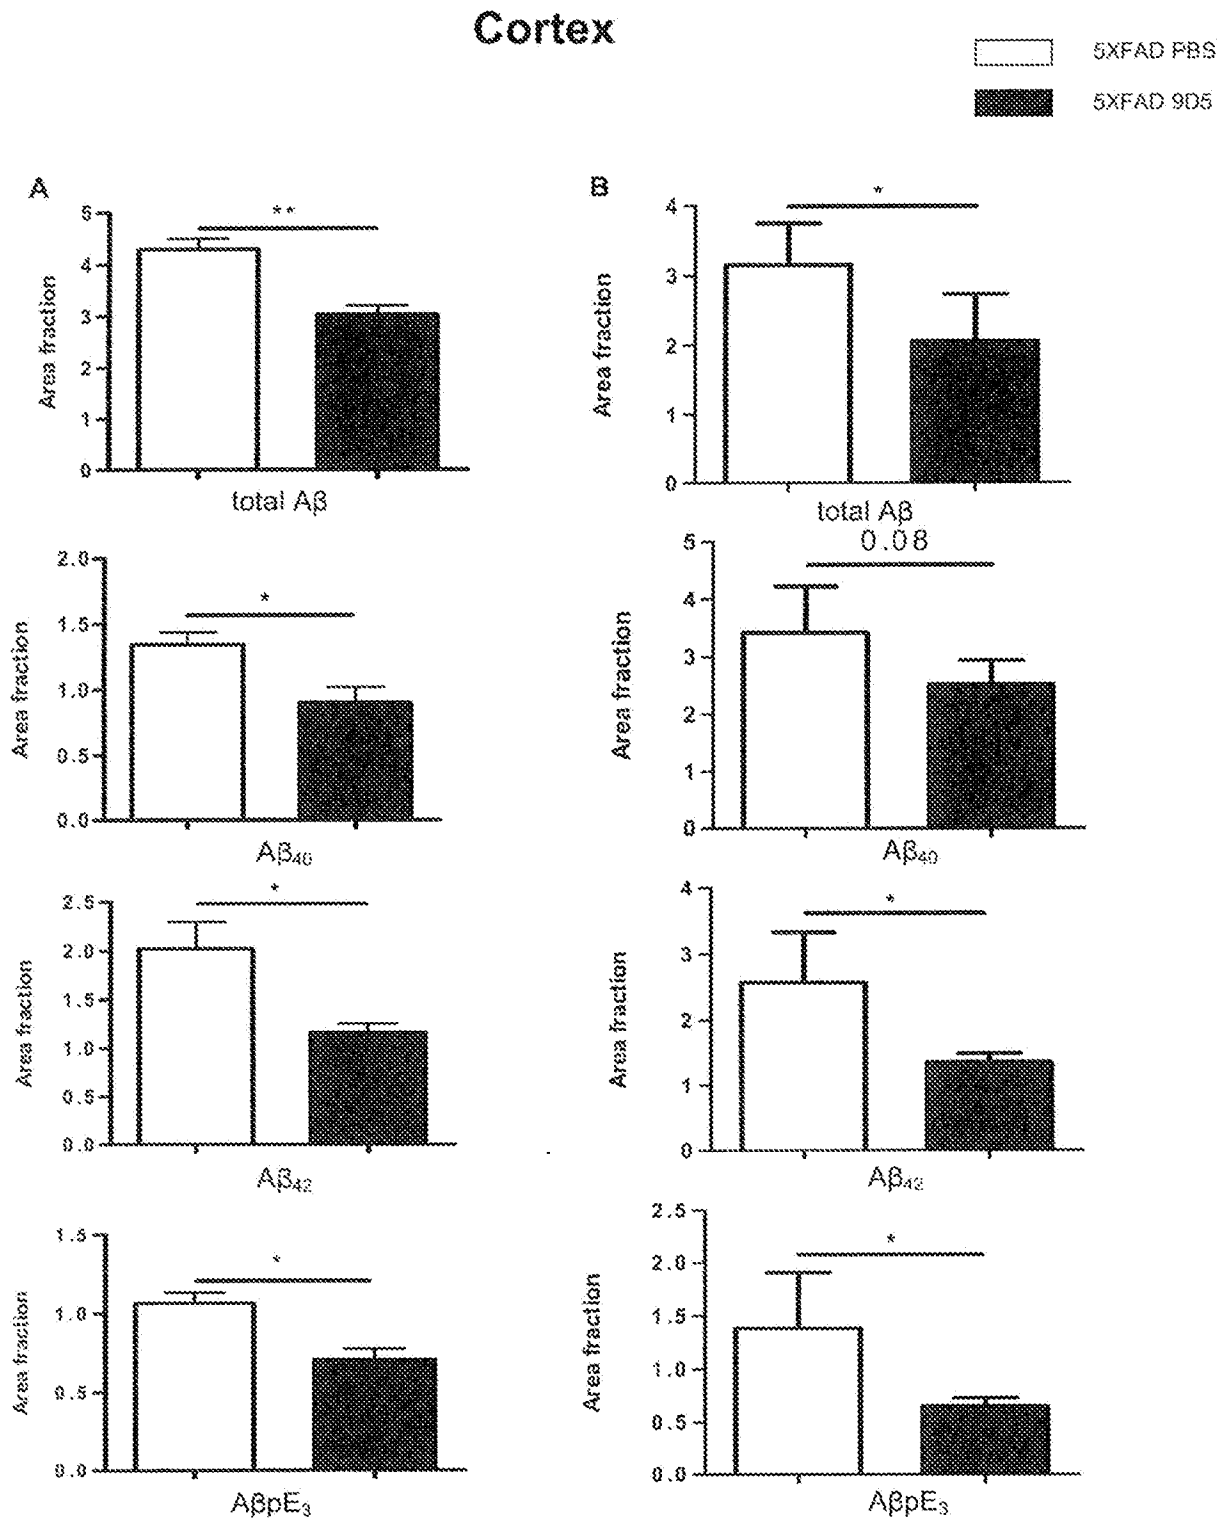 Cortex
5XFAD PBS
5XFAD 9D5
A
**
5
4
3
2
1
0
Area fraction
total Aβ
B
*
4
3
2
1
0
Area fraction
total Aβ
*
2.0
1.5
1.0
0.5
0.0
Area fraction
Aβ₄₀
0.08
5
4
3
2
1
0
Area fraction
Aβ₄₀
*
2.5
2.0
1.5
1.0
0.5
0.0
Area fraction
Aβ₄₂
*
4
3
2
1
0
Area fraction
Aβ₄₂
*
1.5
1.0
0.5
0.0
Area fraction
AβpE₃
*
2.5
2.0
1.5
1.0
0.5
0.0
Area fraction
AβpE₃